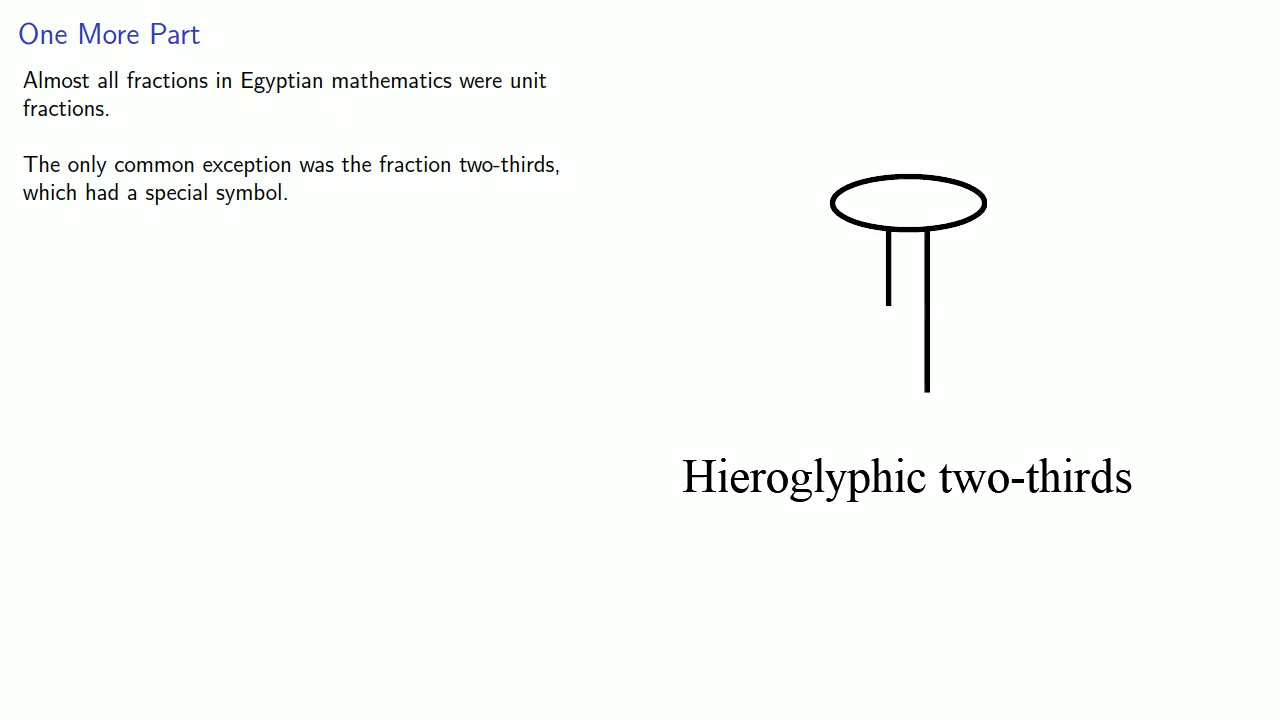 One More Part
Almost all fractions in Egyptian mathematics were unit
fractions.
The only common exception was the fraction two-thirds,
which had a special symbol.
Hieroglyphic two-thirds